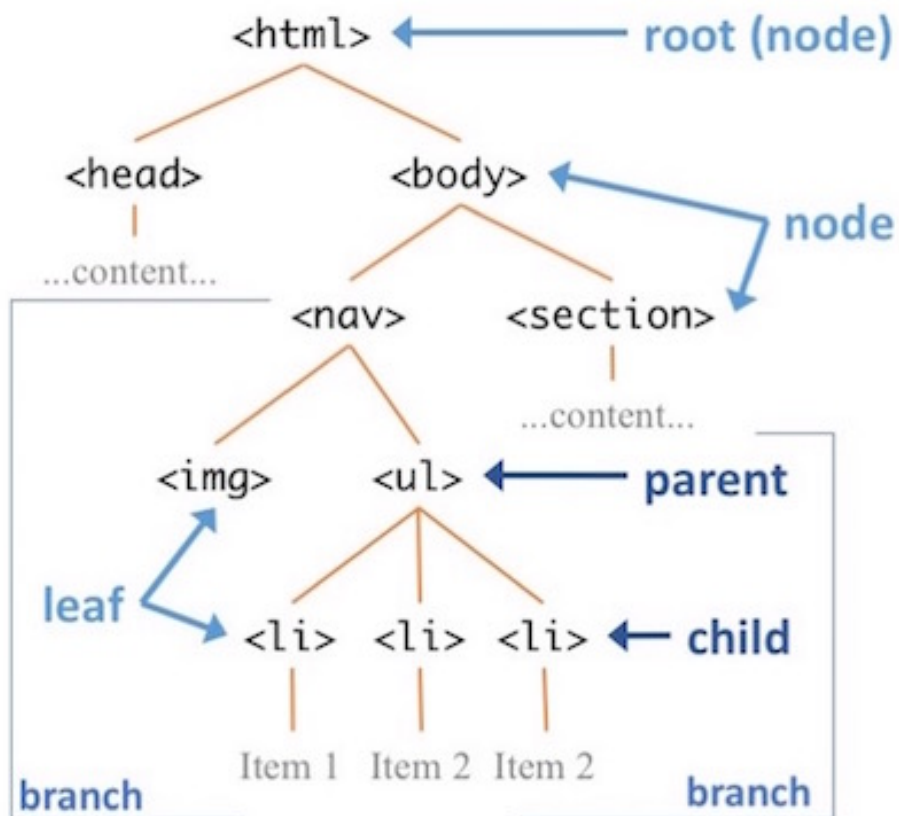 <html> root (node)
<head> <body>
node
...content...
<nav> <section>
...content...
<img> <ul> parent
leaf
<li> <li> <li> child
Item 1 Item 2 Item 2
branch branch